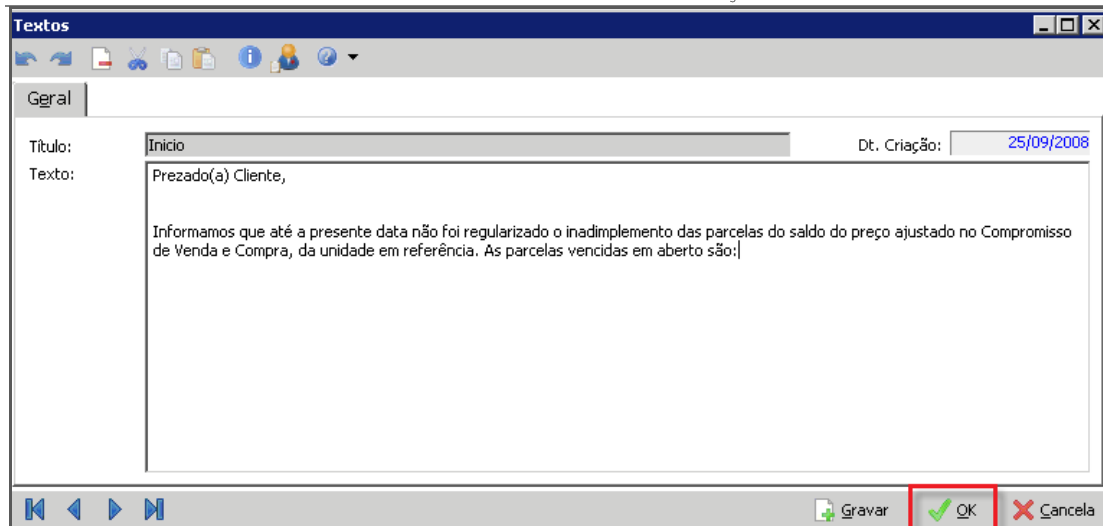 Textos
Geral
Título: Inicio Dt. Criação: 25/09/2008
Texto: Prezado(a) Cliente,
Informamos que até a presente data não foi regularizado o inadimplemento das parcelas do saldo do preço ajustado no Compromisso
de Venda e Compra, da unidade em referência. As parcelas vencidas em aberto são:
Gravar OK Cancela